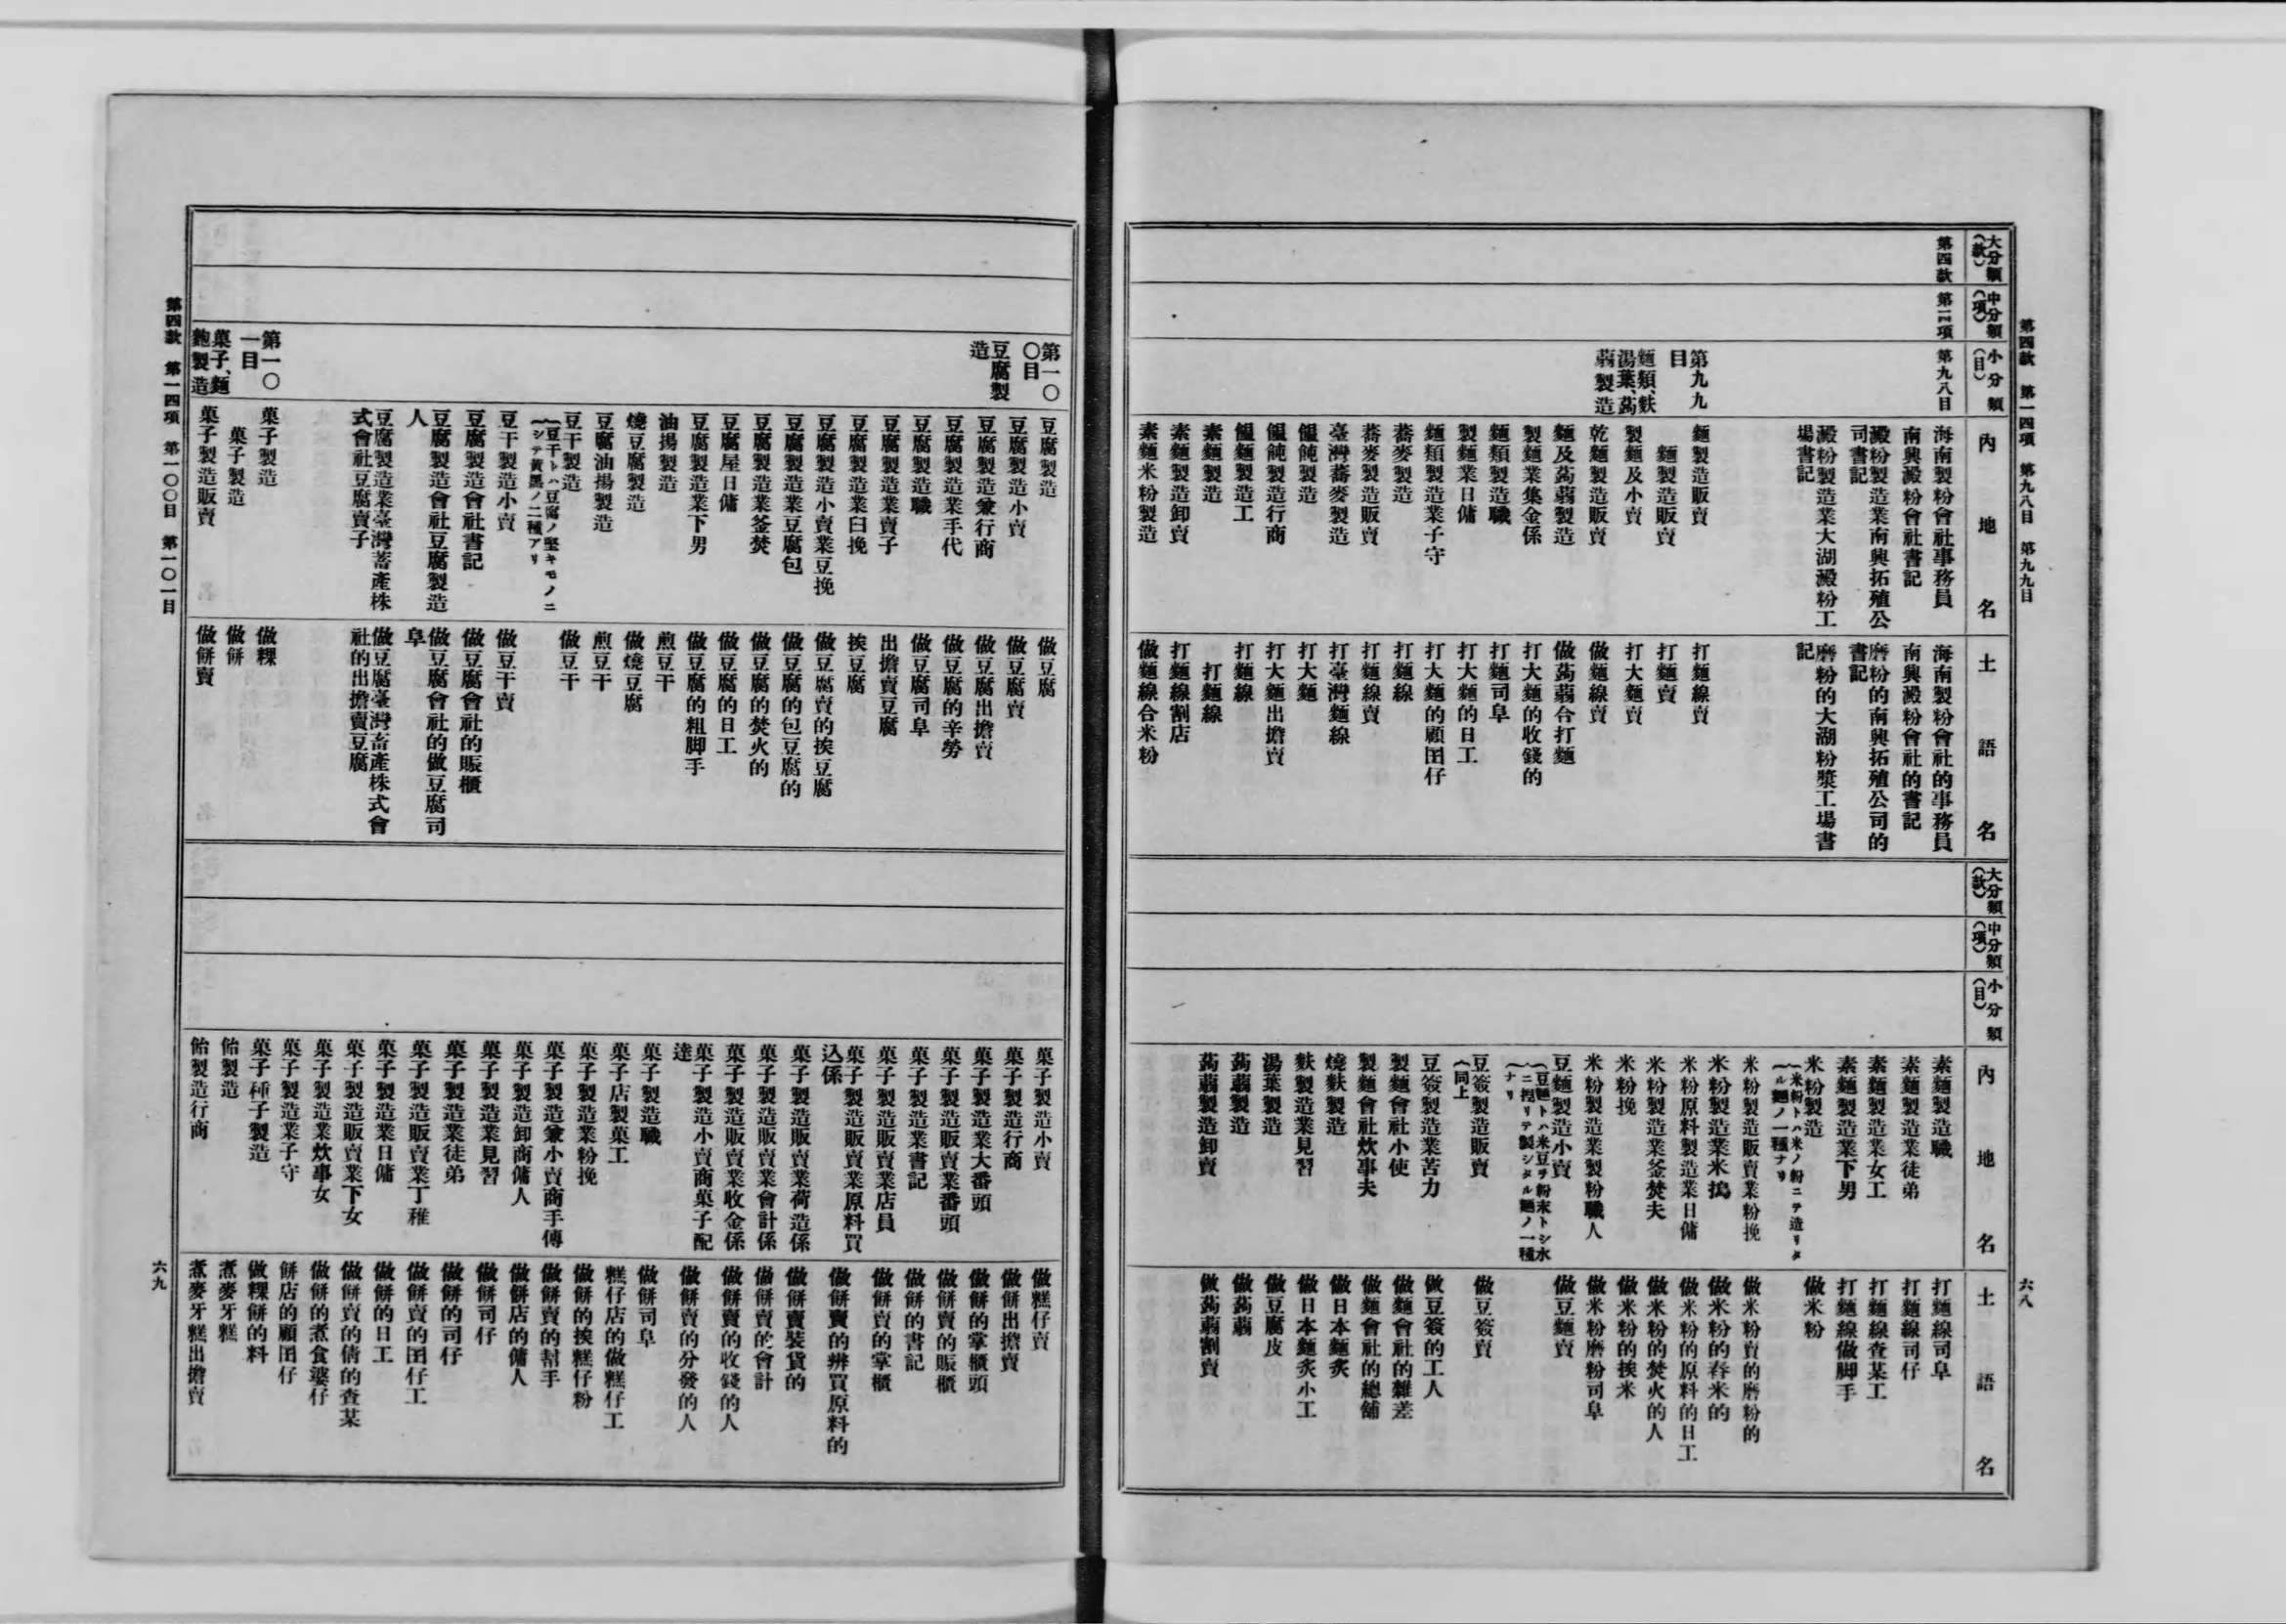 第四款 第一四項 第九八目 第九九目
六八
大分類(款)
中分類(項)
小分類(目)
內地名
土語名
第四款
第一四項
第九八目
海南製粉會社事務員
海南製粉會社的事務員
南興澱粉會社書記
南興澱粉會社的書記
澱粉製造業南興拓殖公
司書記
磨粉的南興拓殖公司的
書記
澱粉製造業大湖澱粉工
場書記
磨粉的大湖粉漿工場書
記
第九九
目
麵類、麩
湯葉、蒟
蒻製造
麵製造販賣
打麵線賣
麵製造販賣
打麵賣
製麵及小賣
打大麵賣
乾麵製造販賣
做麵線賣
麵及蒟蒻製造
做蒟蒻合打麵
製麵業集金係
打大麵的收錢的
麵類製造職
打麵司阜
製麵業日傭
打大麵的日工
麵類製造業子守
打大麵的顧囝仔
蕎麥製造
打麵線
蕎麥製造販賣
打麵線賣
臺灣蕎麥製造
打臺灣麵線
饂飩製造
打大麵
饂飩製造行商
打大麵出擔賣
饂麵製造工
打麵線
素麵製造
打麵線
素麵製造卸賣
打麵線割店
素麵米粉製造
做麵線合米粉
大分類(款)
中分類(項)
小分類(目)
內地名
土語名
素麵製造職
打麵線司阜
素麵製造業徒弟
打麵線司仔
素麵製造業女工
打麵線查某工
素麵製造業下男
打麵線做脚手
米粉製造
(米粉トハ米ノ粉ニテ造リタ
ル麵ノ一種ナリ
做米粉
米粉製造販賣業粉挽
做米粉賣的磨粉的
米粉製造業米搗
做米粉的舂米的
米粉原料製造業日傭
做米粉的原料的日工
米粉製造業釜焚夫
做米粉的焚火的人
米粉挽
做米粉的挨米
米粉製造業製粉職人
做米粉磨粉司阜
豆麵製造小賣
(豆麵トハ米豆ヲ粉末トシ水
ニ捏リテ製シタル麵ノ一種
ナリ
做豆麵賣
豆簽製造販賣
(同上
做豆簽賣
豆簽製造業苦力
做豆簽的工人
製麵會社小使
做麵會社的雜差
製麵會社炊事夫
做麵會社的總舖
燒麩製造
做日本麵炙
麩製造業見習
做日本麵炙小工
湯葉製造
做豆腐皮
蒟蒻製造
做蒟蒻
蒟蒻製造卸賣
做蒟蒻割賣
第一〇
〇目
豆腐製
造
豆腐製造
做豆腐
豆腐製造小賣
做豆腐賣
豆腐製造兼行商
做豆腐出擔賣
豆腐製造業手代
做豆腐的辛勞
豆腐製造職
做豆腐司阜
豆腐製造業賣子
出擔賣豆腐
豆腐製造業臼挽
挨豆腐
豆腐製造小賣業豆挽
做豆腐賣的挨豆腐
豆腐製造業豆腐包
做豆腐的包豆腐的
豆腐製造業釜焚
做豆腐的焚火的
豆腐屋日傭
做豆腐的日工
豆腐製造業下男
做豆腐的粗脚手
油揚製造
煎豆干
燒豆腐製造
做燒豆腐
豆腐油揚製造
煎豆干
豆干製造
(豆干トハ豆腐ノ堅キモノニ
シテ黃黑ノ二種アリ
做豆干
豆干製造小賣
做豆干賣
豆腐製造會社書記
做豆腐會社的賬櫃
豆腐製造會社豆腐製造
人
做豆腐會社的做豆腐司
阜
豆腐製造業臺灣畜產株
式會社豆腐賣子
做豆腐臺灣畜產株式會
社的出擔賣豆腐
第一〇
一目
菓子、麵
麭製造
菓子製造
做粿
菓子製造
做餅
菓子製造販賣
做餅賣
菓子製造小賣
做糕仔賣
菓子製造行商
做餅出擔賣
菓子製造業大番頭
做餅的掌櫃頭
菓子製造販賣業番頭
做餅賣的賬櫃
菓子製造業書記
做餅的書記
菓子製造販賣業店員
做餅賣的掌櫃
菓子製造販賣業原料買
込係
做餅賣的辨買原料的
菓子製造販賣業荷造係
做餅賣裝貨的
菓子製造販賣業會計係
做餅賣的會計
菓子製造販賣業收金係
做餅賣的收錢的人
菓子製造小賣商菓子配
達
做餅賣的分發的人
菓子製造職
做餅司阜
菓子店製菓工
糕仔店的做糕仔工
菓子製造業粉挽
做餅的挨糕仔粉
菓子製造兼小賣商手傳
做餅賣的幇手
菓子製造卸商傭人
做餅店的傭人
菓子製造業見習
做餅司仔
菓子製造業徒弟
做餅的司仔
菓子製造販賣業丁稚
做餅賣的囝仔工
菓子製造業日傭
做餅的日工
菓子製造販賣業下女
做餅賣的倩的查某
菓子製造業炊事女
做餅的煮食婆仔
菓子製造業子守
餅店的顧囝仔
菓子種子製造
做粿餅的料
飴製造
煮麥牙糕
飴製造行商
煮麥牙糕出擔賣
第四款 第一四項 第一〇〇目 第一〇一目
六九